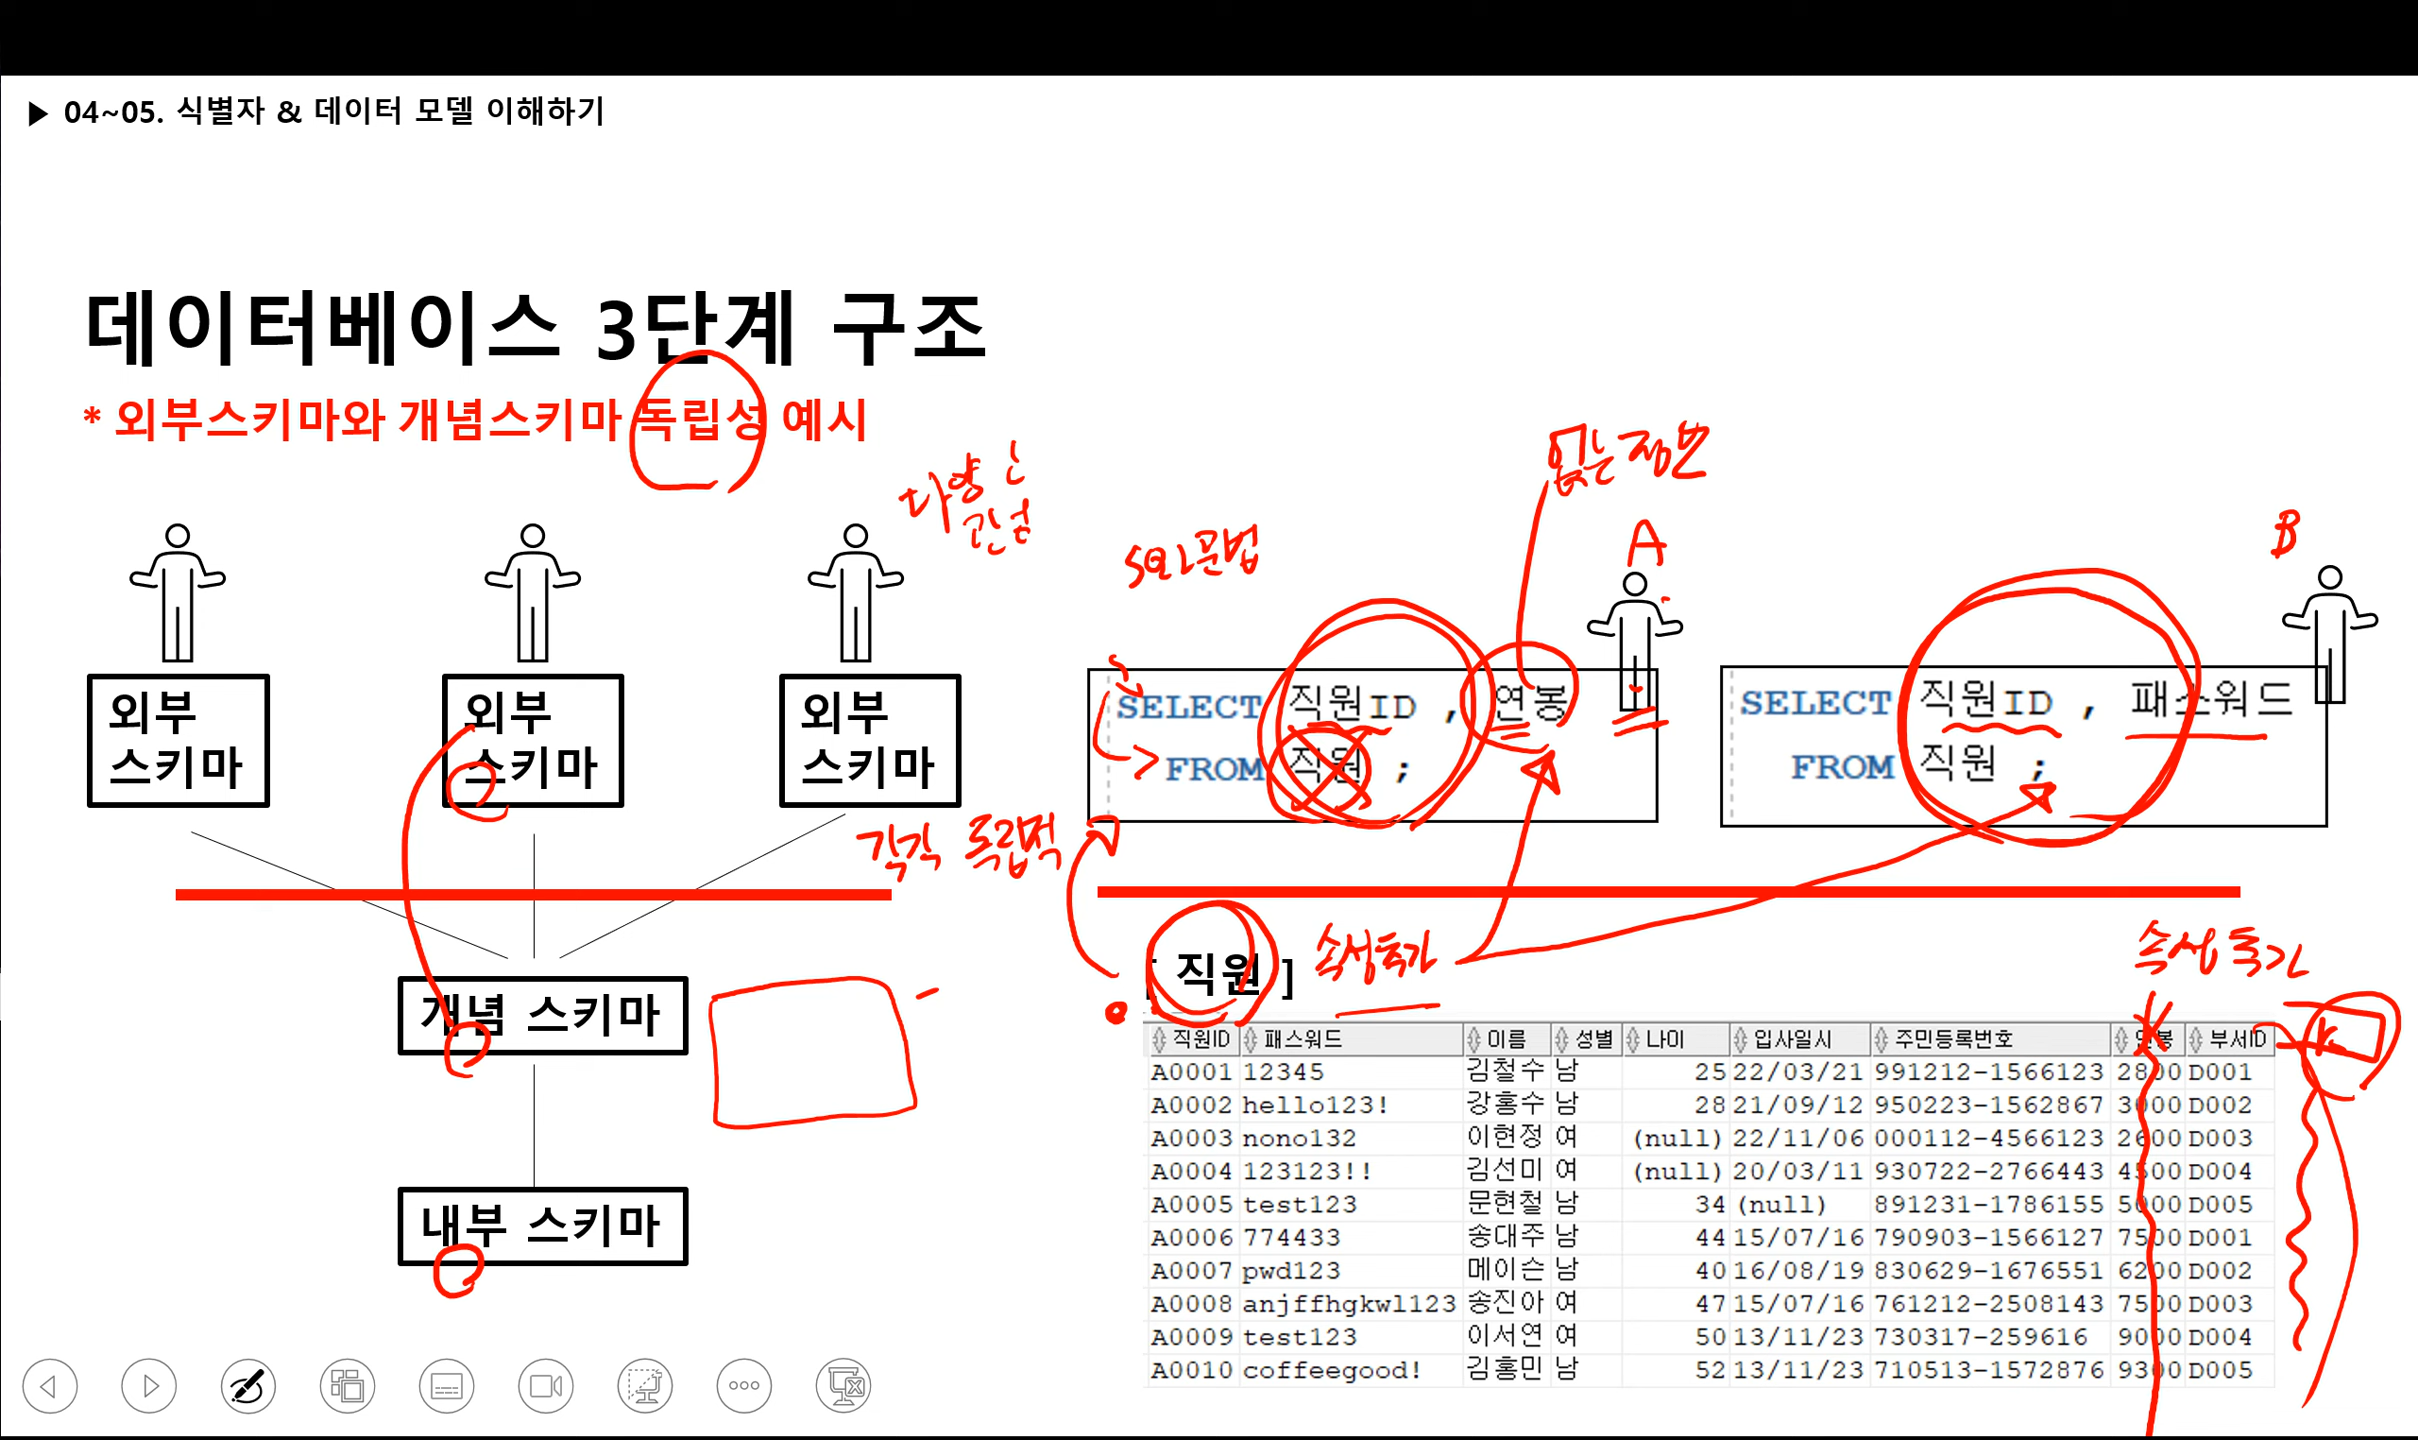 ▶ 04~05. 식별자 & 데이터 모델 이해하기
데이터베이스 3단계 구조
* 외부스키마와 개념스키마 독립성 예시
다양한
관점
SQL문법
없는 정보
A
B
외부
스키마
외부
스키마
외부
스키마
SELECT 직원ID , 연봉
FROM 직원 ;
SELECT 직원ID , 패스워드
FROM 직원 ;
각각 독립적
개념 스키마
내부 스키마
[ 직원 ]
속성추가
속성 추가
직원ID 패스워드 이름 성별 나이 입사일시 주민등록번호 연봉 부서ID
A0001 12345 김철수 남 25 22/03/21 991212-1566123 2800 D001
A0002 hello123! 강홍수 남 28 21/09/12 950223-1562867 3000 D002
A0003 nono132 이현정 여 (null) 22/11/06 000112-4566123 2600 D003
A0004 123123!! 김선미 여 (null) 20/03/11 930722-2766443 4500 D004
A0005 test123 문현철 남 34 (null) 891231-1786155 5000 D005
A0006 774433 송대주 남 44 15/07/16 790903-1566127 7500 D001
A0007 pwd123 메이슨 남 40 16/08/19 830629-1676551 6200 D002
A0008 anjffhgkwl123 송진아 여 47 15/07/16 761212-2508143 7500 D003
A0009 test123 이서연 여 50 13/11/23 730317-259616 9000 D004
A0010 coffeegood! 김홍민 남 52 13/11/23 710513-1572876 9300 D005